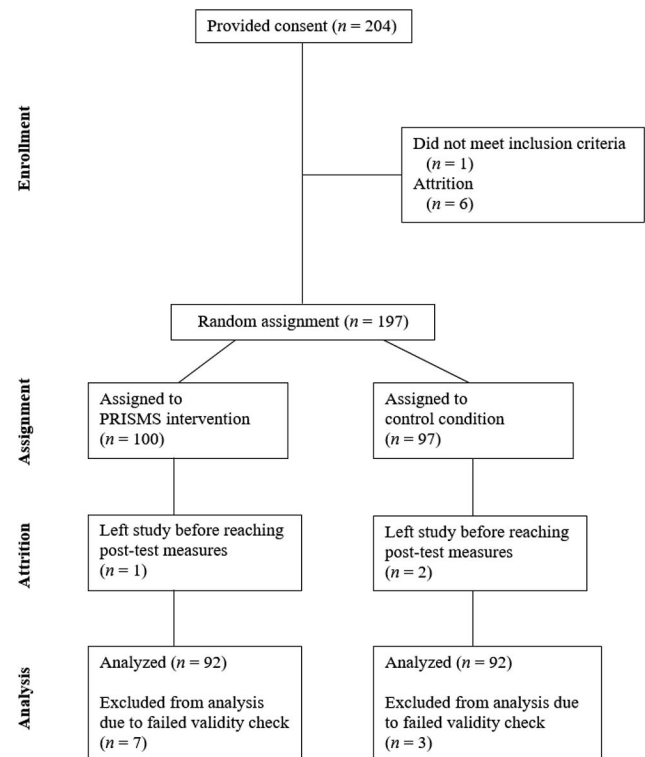 Provided consent (n = 204)
Enrollment
Did not meet inclusion criteria
(n = 1)
Attrition
(n = 6)
Random assignment (n = 197)
Assignment
Assigned to
PRISMS intervention
(n = 100)
Assigned to
control condition
(n = 97)
Attrition
Left study before reaching
post-test measures
(n = 1)
Left study before reaching
post-test measures
(n = 2)
Analysis
Analyzed (n = 92)
Excluded from analysis
due to failed validity check
(n = 7)
Analyzed (n = 92)
Excluded from analysis due
to failed validity check
(n = 3)